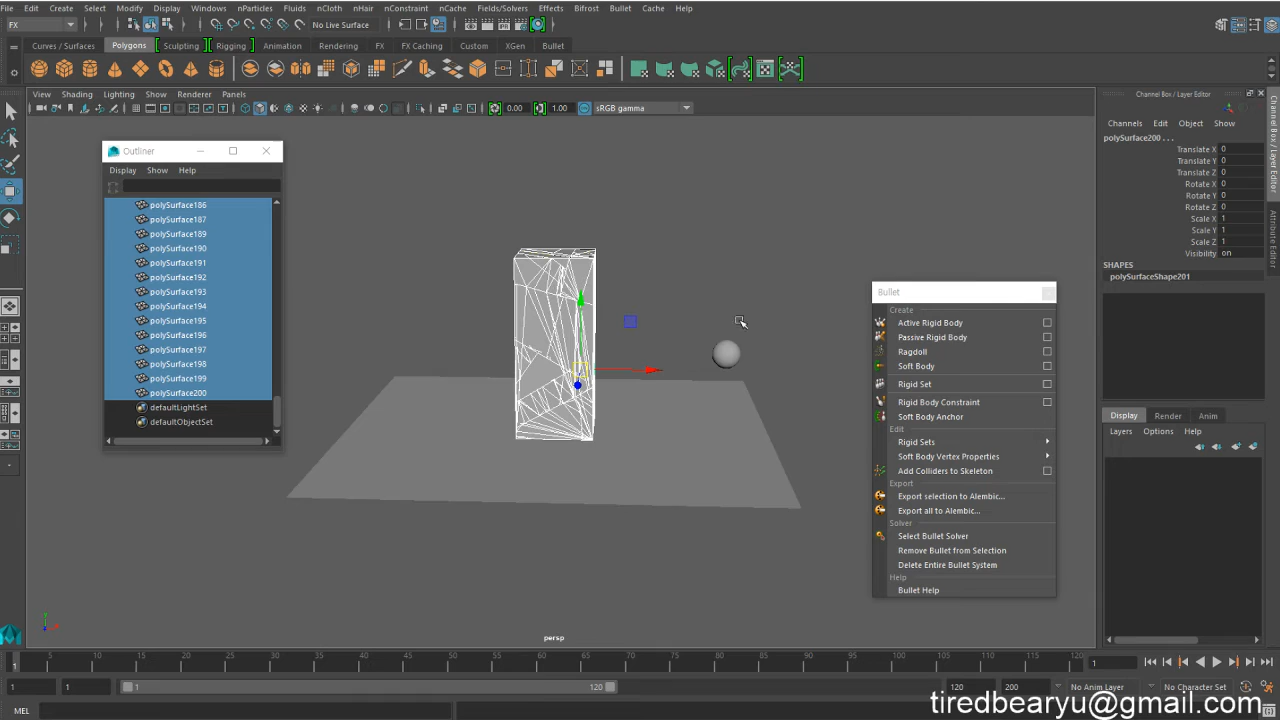 File Edit Create Select Modify Display Windows nParticles Fluids nCloth nHair nConstraint nCache Fields/Solvers Effects Bifrost Bullet Cache Help
FX No Live Surface
Curves / Surfaces Polygons Sculpting Rigging Animation Rendering FX FX Caching Custom XGen Bullet
View Shading Lighting Show Renderer Panels
0.00 1.00 sRGB gamma
Outliner
Display Show Help
polySurface186
polySurface187
polySurface189
polySurface190
polySurface191
polySurface192
polySurface193
polySurface194
polySurface195
polySurface196
polySurface197
polySurface198
polySurface199
polySurface200
defaultLightSet
defaultObjectSet
persp
Bullet
Create
Active Rigid Body
Passive Rigid Body
Ragdoll
Soft Body
Rigid Set
Rigid Body Constraint
Soft Body Anchor
Edit
Rigid Sets
Soft Body Vertex Properties
Add Colliders to Skeleton
Export
Export selection to Alembic...
Export all to Alembic...
Solver
Select Bullet Solver
Remove Bullet from Selection
Delete Entire Bullet System
Help
Bullet Help
Channel Box / Layer Editor
Channels Edit Object Show
polySurface200 . . .
Translate X 0
Translate Y 0
Translate Z 0
Rotate X 0
Rotate Y 0
Rotate Z 0
Scale X 1
Scale Y 1
Scale Z 1
Visibility on
SHAPES
polySurfaceShape201
Display Render Anim
Layers Options Help
Channel Box / Layer Editor
Attribute Editor
5 10 15 20 25 30 35 40 45 50 55 60 65 70 75 80 85 90 95 100 105 110 115 120
1 1
1 1 1 120 120 200 No Anim Layer No Character Set
MEL
tiredbearyu@gmail.com